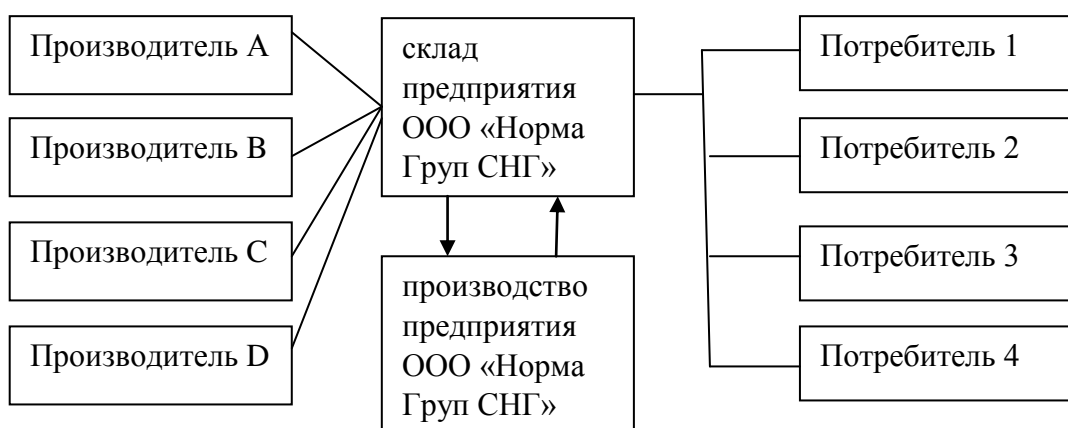 Производитель A
Производитель B
Производитель C
Производитель D
склад
предприятия
ООО «Норма
Груп СНГ»
производство
предприятия
ООО «Норма
Груп СНГ»
Потребитель 1
Потребитель 2
Потребитель 3
Потребитель 4